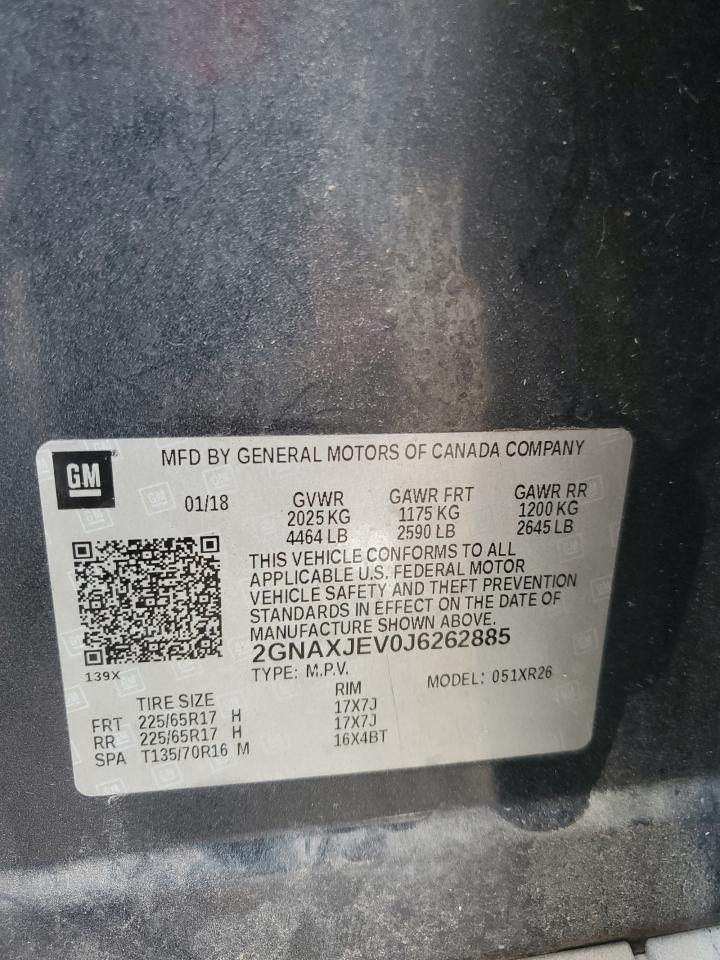 GM
MFD BY GENERAL MOTORS OF CANADA COMPANY
01/18 GVWR GAWR FRT GAWR RR
2025 KG 1175 KG 1200 KG
4464 LB 2590 LB 2645 LB
THIS VEHICLE CONFORMS TO ALL
APPLICABLE U.S. FEDERAL MOTOR
VEHICLE SAFETY AND THEFT PREVENTION
STANDARDS IN EFFECT ON THE DATE OF
MANUFACTURE SHOWN ABOVE.
2GNAXJEV0J6262885
139X
TYPE: M.P.V. MODEL: 051XR26
TIRE SIZE RIM
FRT 225/65R17 H 17X7J
RR 225/65R17 H 17X7J
SPA T135/70R16 M 16X4BT